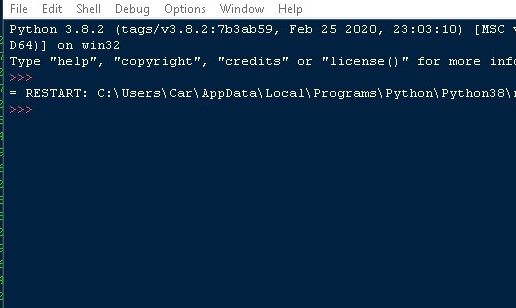 File Edit Shell Debug Options Window Help
Python 3.8.2 (tags/v3.8.2:7b3ab59, Feb 25 2020, 23:03:10) [MSC
D64)] on win32
Type "help", "copyright", "credits" or "license()" for more
>>>
= RESTART: C:\Users\Car\AppData\Local\Programs\Python\Python38\
>>>